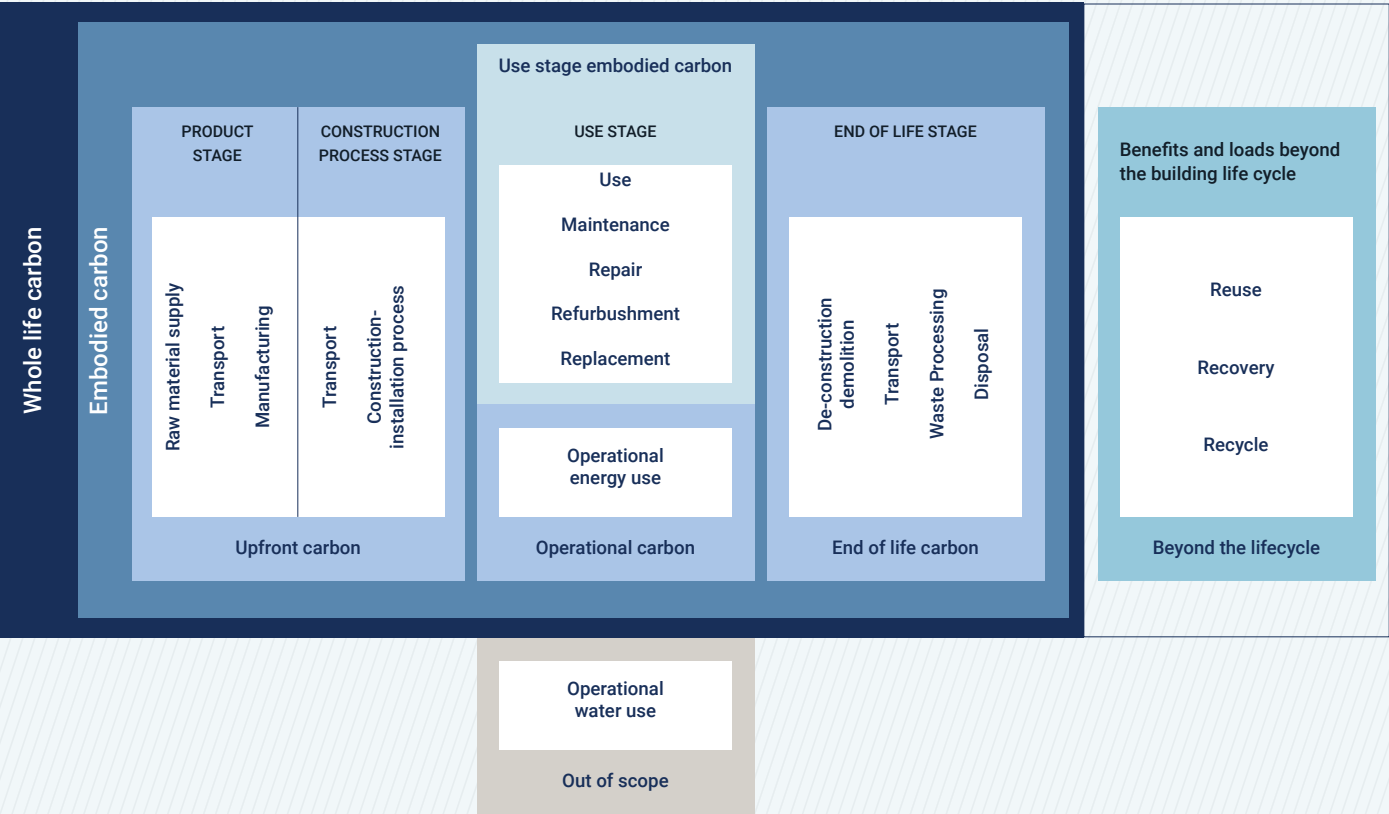 Whole life carbon
Embodied carbon
PRODUCT
STAGE
CONSTRUCTION
PROCESS STAGE
Raw material supply
Transport
Manufacturing
Transport
Construction-
installation process
Upfront carbon
Use stage embodied carbon
USE STAGE
Use
Maintenance
Repair
Refurbushment
Replacement
Operational
energy use
Operational carbon
END OF LIFE STAGE
De-construction
demolition
Transport
Waste Processing
Disposal
End of life carbon
Benefits and loads beyond
the building life cycle
Reuse
Recovery
Recycle
Beyond the lifecycle
Operational
water use
Out of scope